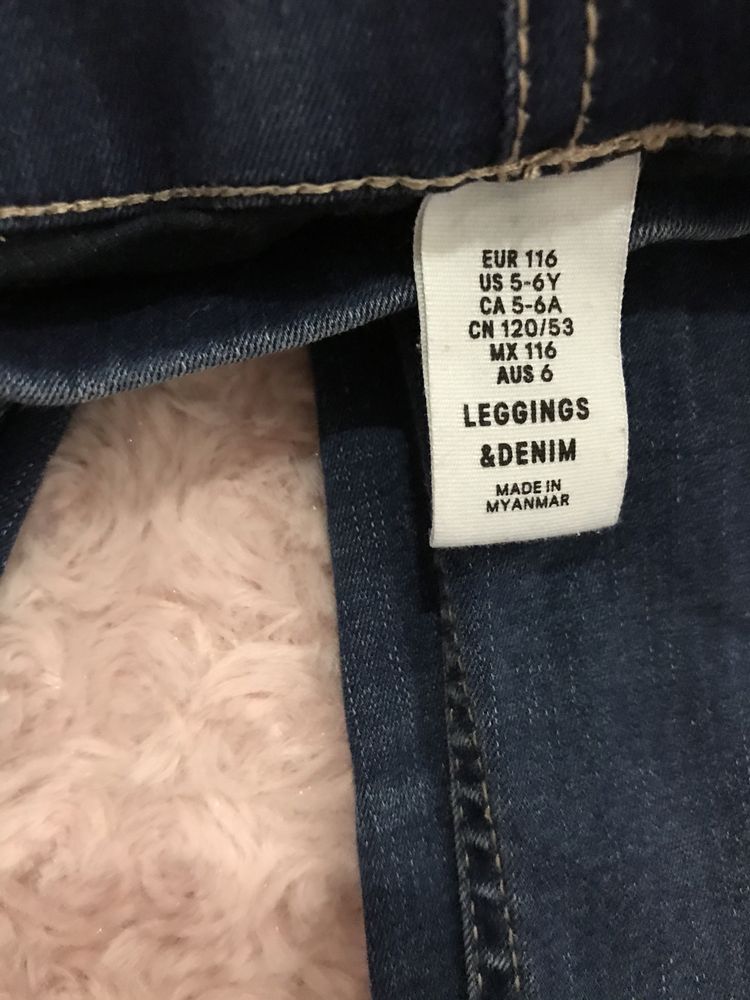 EUR 116
US 5-6Y
CA 5-6A
CN 120/53
MX 116
AUS 6
LEGGINGS
&DENIM
MADE IN
MYANMAR